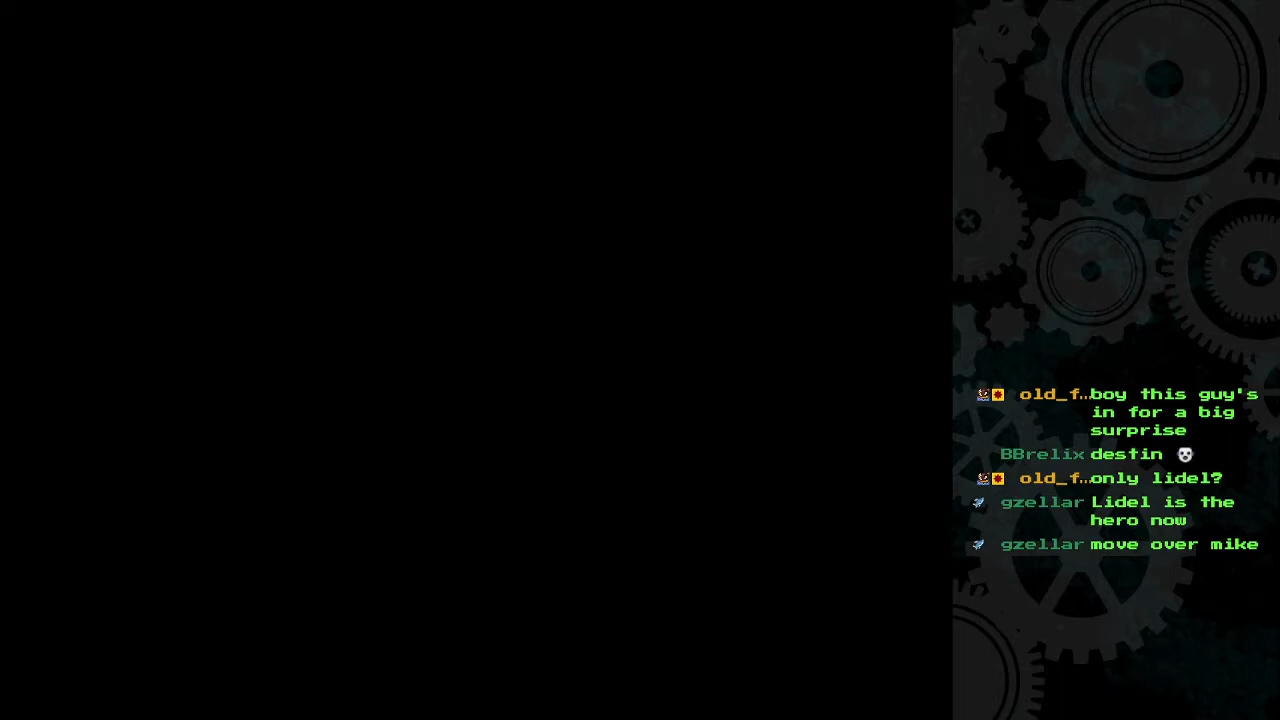 old_f...boy this guy's
in for a big
surprise
BBrelix destin
old_f...only lidel?
gzellar Lidel is the
hero now
gzellar move over mike